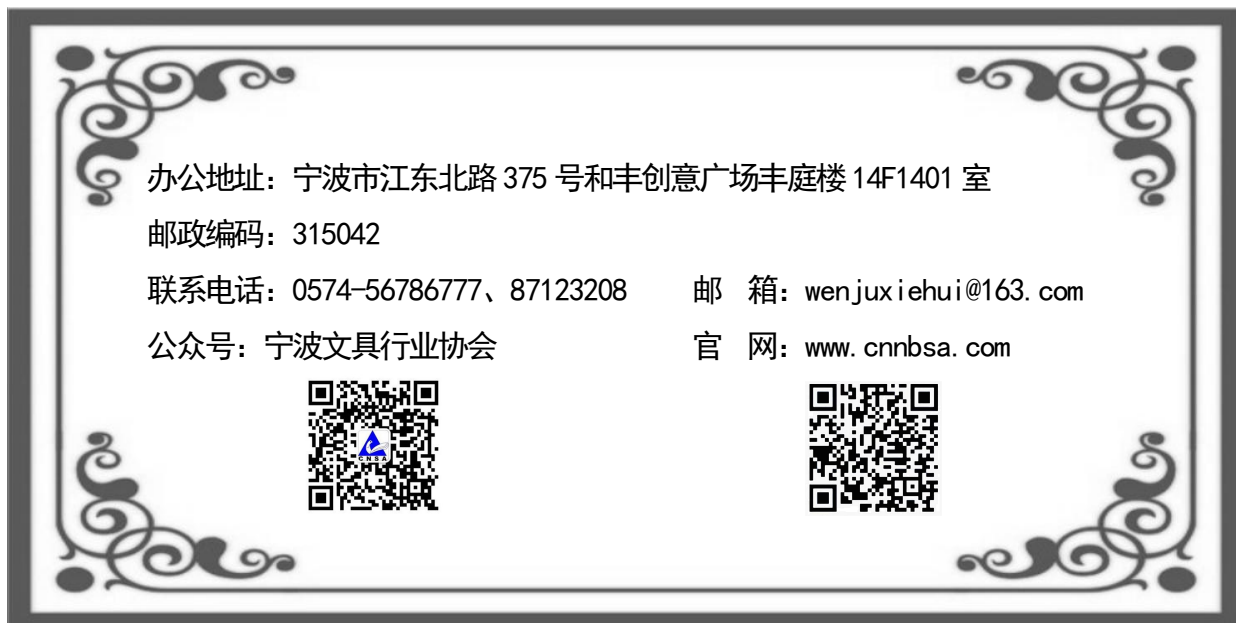 办公地址：宁波市江东北路 375 号和丰创意广场丰庭楼 14F1401 室
邮政编码：315042
联系电话：0574-56786777、87123208 邮 箱：wenjuxiehui@163.com
公众号：宁波文具行业协会 官 网：www.cnnbsa.com
CNSA